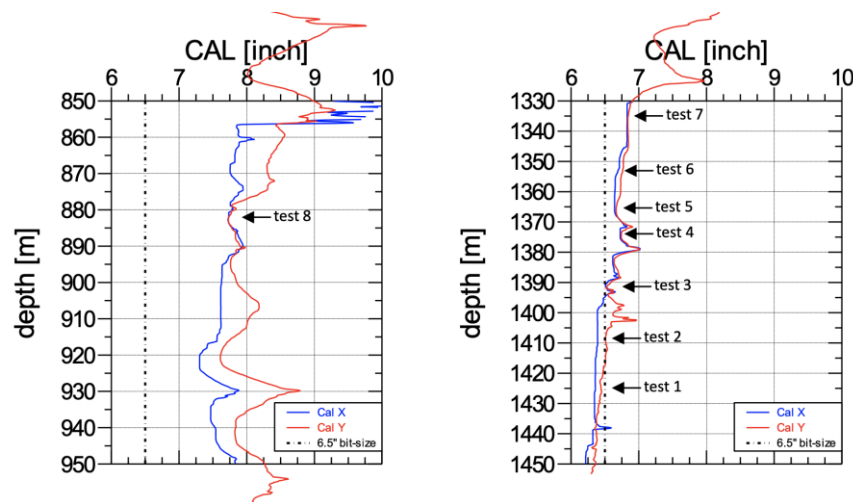 CAL [inch]
6 7 8 9 10
850
860
870
880
890
900
910
920
930
940
950
depth [m]
test 8
Cal X
Cal Y
6.5" bit-size
CAL [inch]
6 7 8 9 10
1330
1340
1350
1360
1370
1380
1390
1400
1410
1420
1430
1440
1450
depth [m]
test 7
test 6
test 5
test 4
test 3
test 2
test 1
Cal X
Cal Y
6.5" bit-size